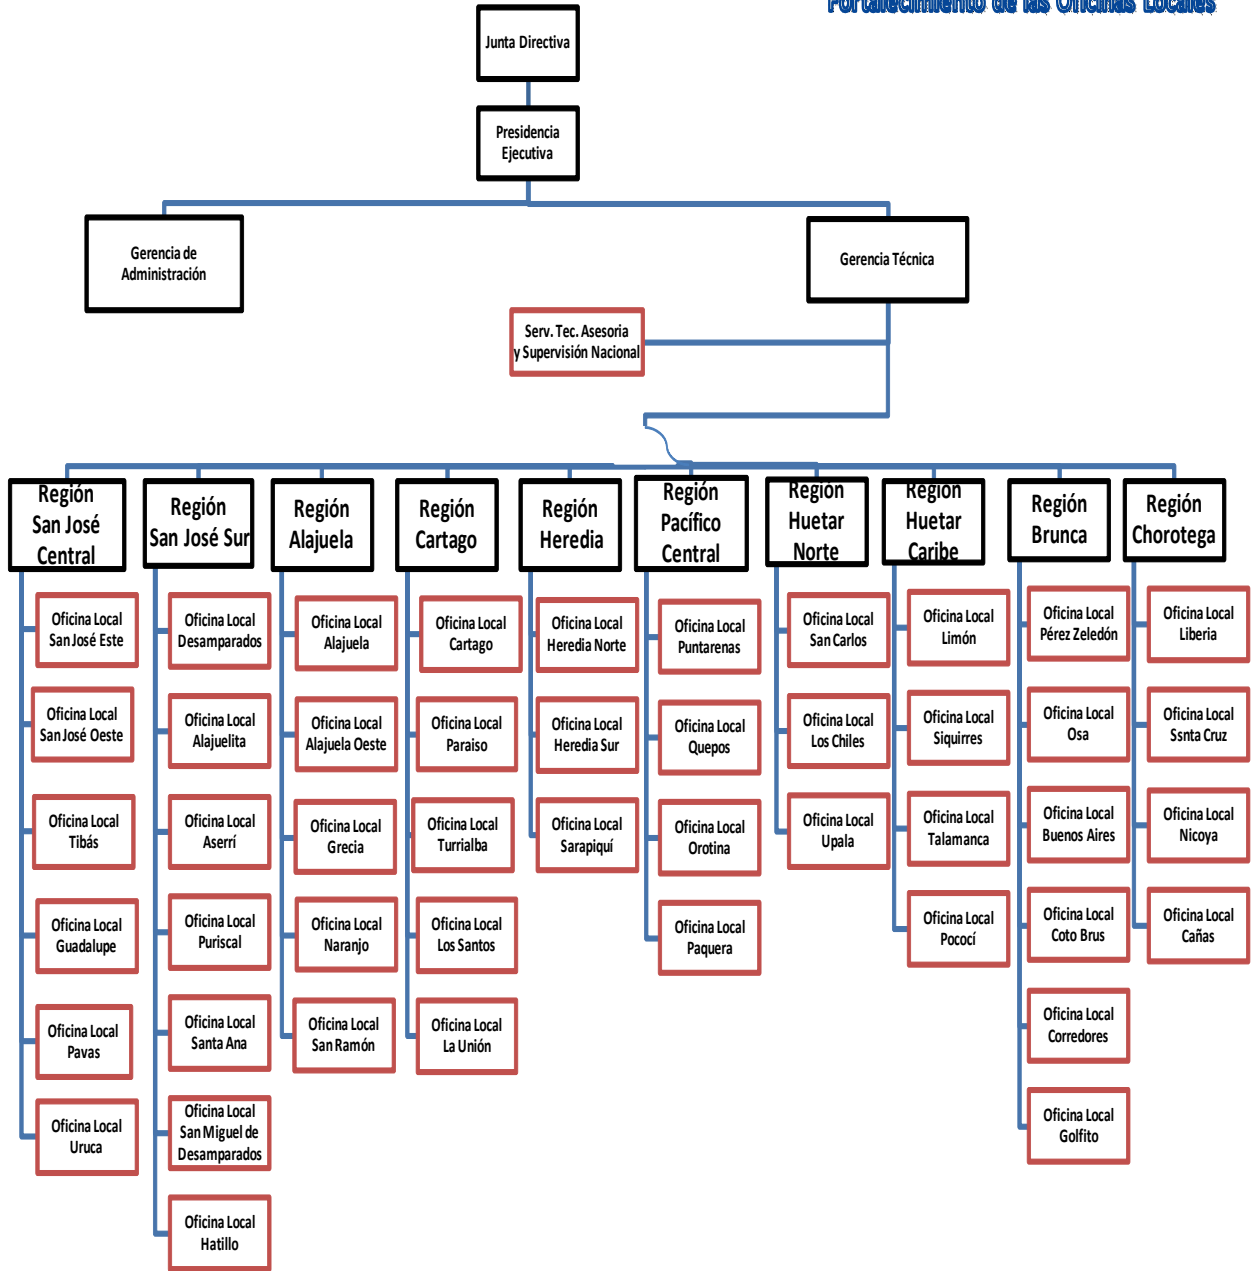 Fortalecimiento de las Oficinas Locales
Junta Directiva
Presidencia
Ejecutiva
Gerencia de
Administración
Gerencia Técnica
Serv. Tec. Asesoria
y Supervisión Nacional
Región
San José
Central
Región
San José Sur
Región
Alajuela
Región
Cartago
Región
Heredia
Región
Pacífico
Central
Región
Huetar
Norte
Región
Huetar
Caribe
Región
Brunca
Región
Chorotega
Oficina Local
San José Este
Oficina Local
San José Oeste
Oficina Local
Tibás
Oficina Local
Guadalupe
Oficina Local
Pavas
Oficina Local
Uruca
Oficina Local
Desamparados
Oficina Local
Alajuelita
Oficina Local
Aserrí
Oficina Local
Puriscal
Oficina Local
Santa Ana
Oficina Local
San Miguel de
Desamparados
Oficina Local
Hatillo
Oficina Local
Alajuela
Oficina Local
Alajuela Oeste
Oficina Local
Grecia
Oficina Local
Naranjo
Oficina Local
San Ramón
Oficina Local
Cartago
Oficina Local
Paraiso
Oficina Local
Turrialba
Oficina Local
Los Santos
Oficina Local
La Unión
Oficina Local
Heredia Norte
Oficina Local
Heredia Sur
Oficina Local
Sarapiquí
Oficina Local
Puntarenas
Oficina Local
Quepos
Oficina Local
Orotina
Oficina Local
Paquera
Oficina Local
San Carlos
Oficina Local
Los Chiles
Oficina Local
Upala
Oficina Local
Limón
Oficina Local
Siquirres
Oficina Local
Talamanca
Oficina Local
Pococí
Oficina Local
Pérez Zeledón
Oficina Local
Osa
Oficina Local
Buenos Aires
Oficina Local
Coto Brus
Oficina Local
Corredores
Oficina Local
Golfito
Oficina Local
Liberia
Oficina Local
Ssnta Cruz
Oficina Local
Nicoya
Oficina Local
Cañas